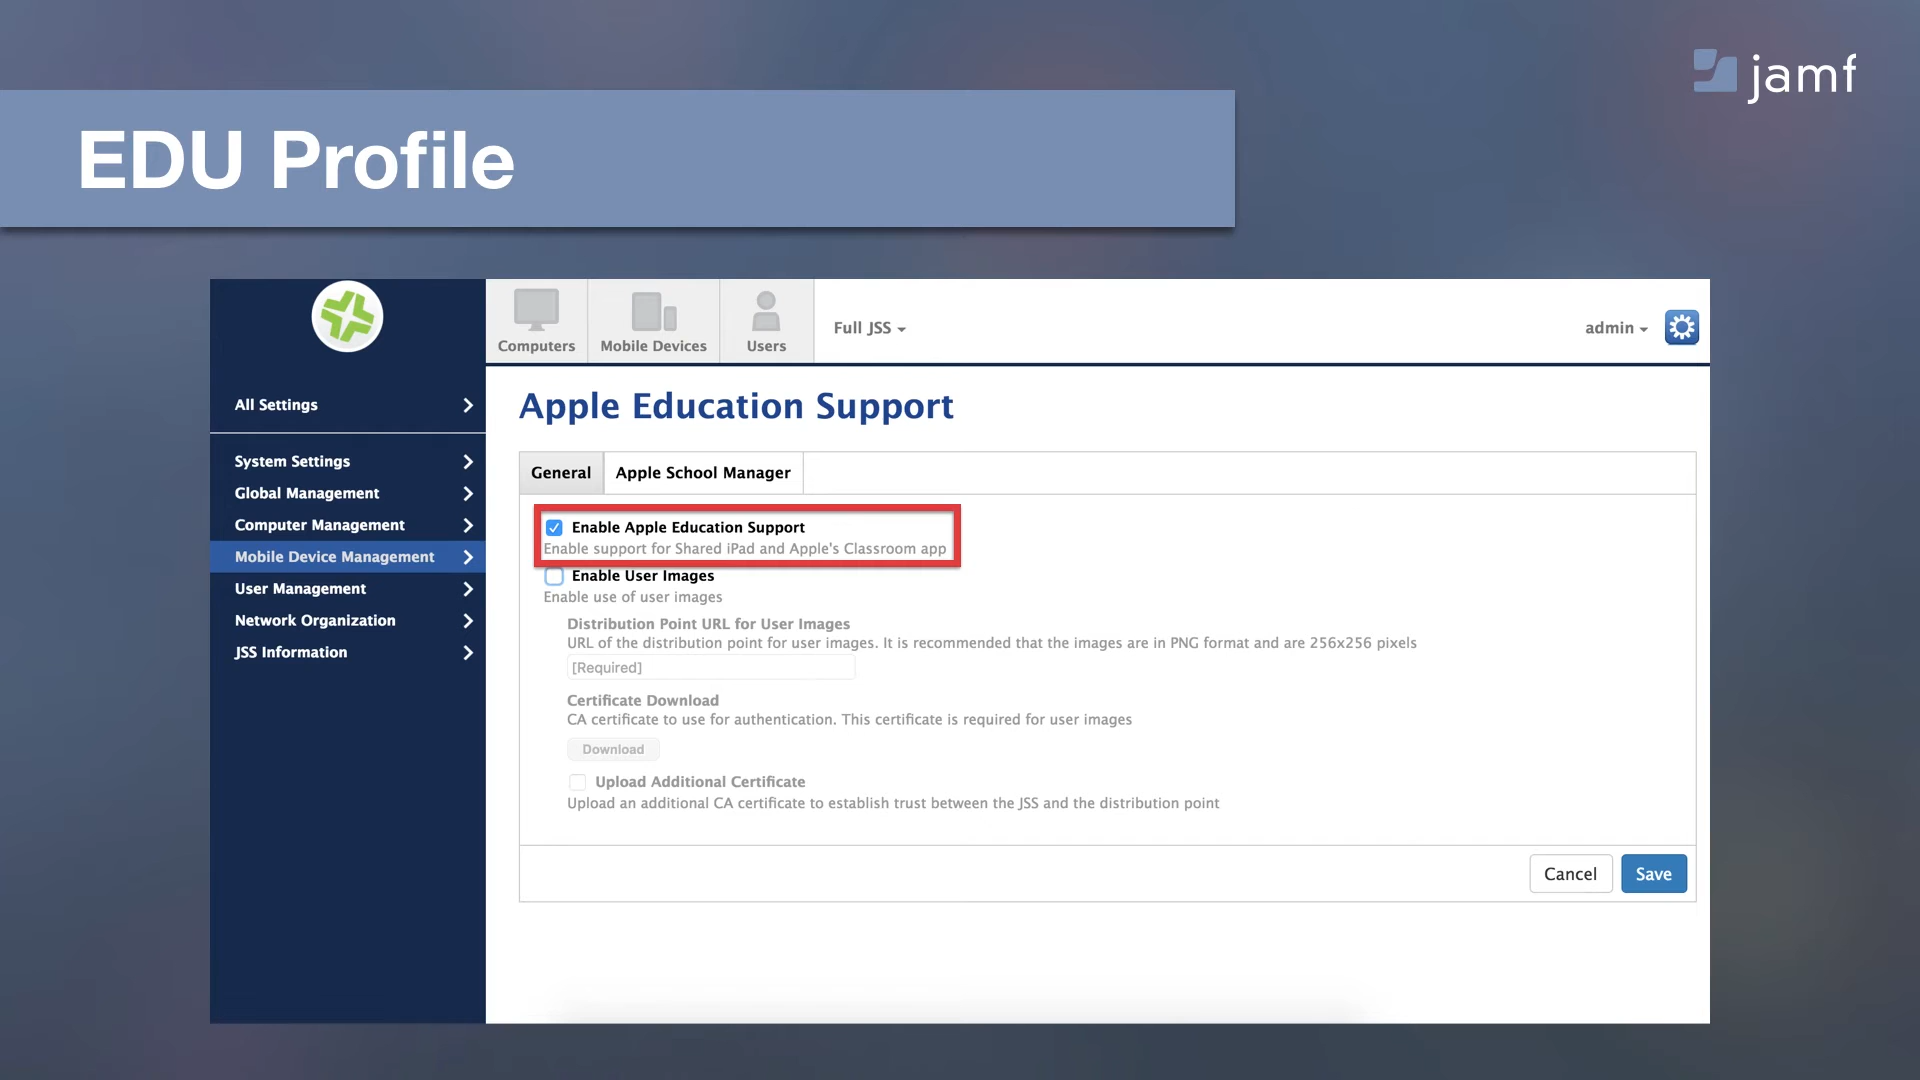 jamf
EDU Profile
Computers
Mobile Devices
Users
Full JSS
admin
All Settings
System Settings
Global Management
Computer Management
Mobile Device Management
User Management
Network Organization
JSS Information
Apple Education Support
General
Apple School Manager
Enable Apple Education Support
Enable support for Shared iPad and Apple's Classroom app
Enable User Images
Enable use of user images
Distribution Point URL for User Images
URL of the distribution point for user images. It is recommended that the images are in PNG format and are 256x256 pixels
[Required]
Certificate Download
CA certificate to use for authentication. This certificate is required for user images
Download
Upload Additional Certificate
Upload an additional CA certificate to establish trust between the JSS and the distribution point
Cancel
Save